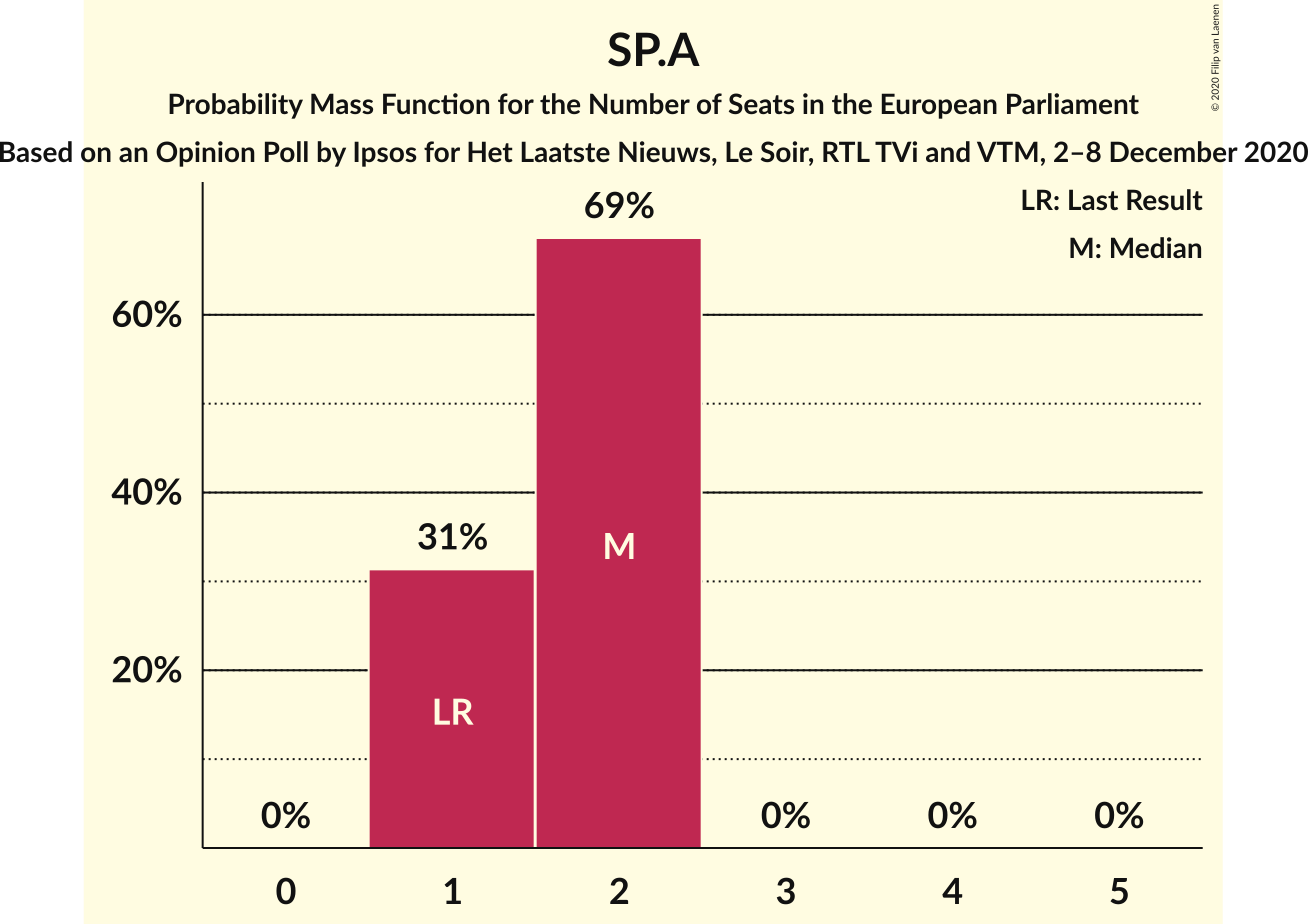 SP.A
Probability Mass Function for the Number of Seats in the European Parliament
Based on an Opinion Poll by Ipsos for Het Laatste Nieuws, Le Soir, RTL TVi and VTM, 2–8 December 2020
© 2020 Filip van Laenen
LR: Last Result
M: Median
69%
60%
40%
31%
M
20%
LR
0%
0%
0%
0%
0 1 2 3 4 5